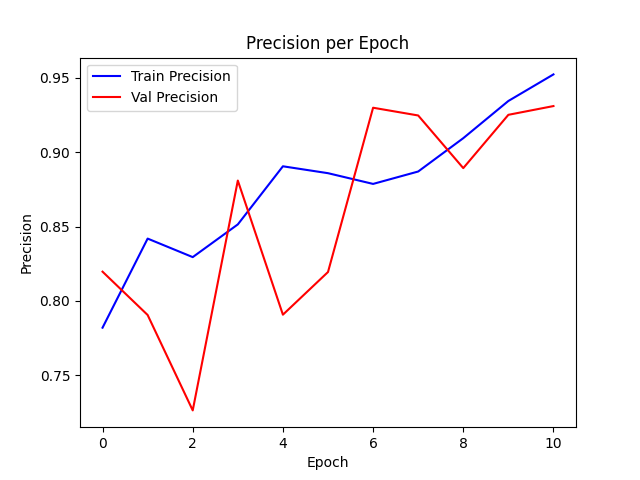 Precision per Epoch
Train Precision
Val Precision
Precision
0.95
0.90
0.85
0.80
0.75
0 2 4 6 8 10
Epoch